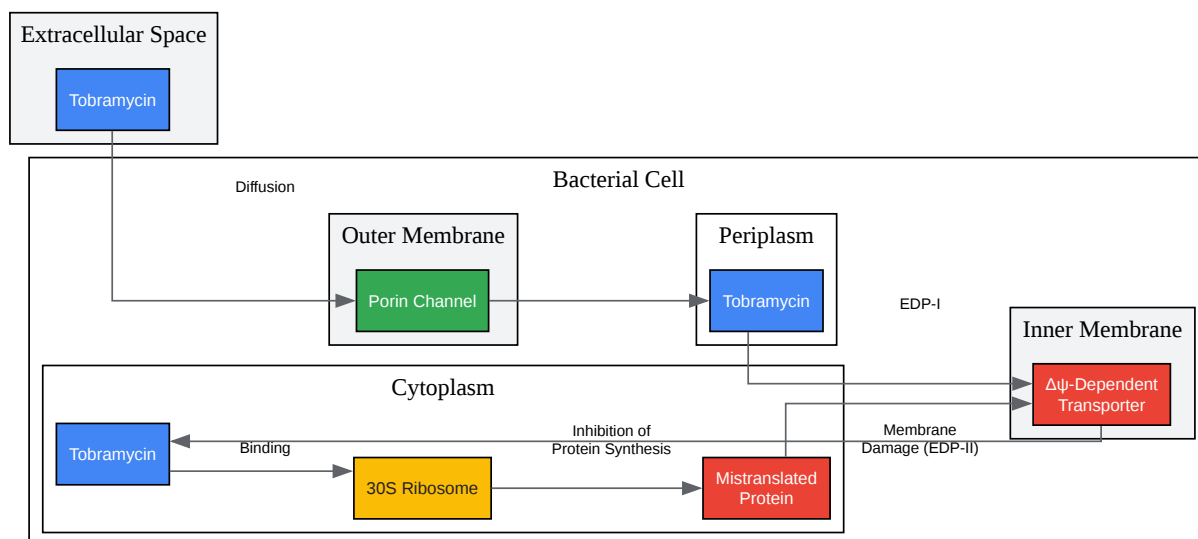 Extracellular Space
Tobramycin
Bacterial Cell
Diffusion
Outer Membrane
Porin Channel
Periplasm
Tobramycin
EDP-I
Inner Membrane
Δψ-Dependent
Transporter
Cytoplasm
Tobramycin
Binding
30S Ribosome
Inhibition of
Protein Synthesis
Mistranslated
Protein
Membrane
Damage (EDP-II)